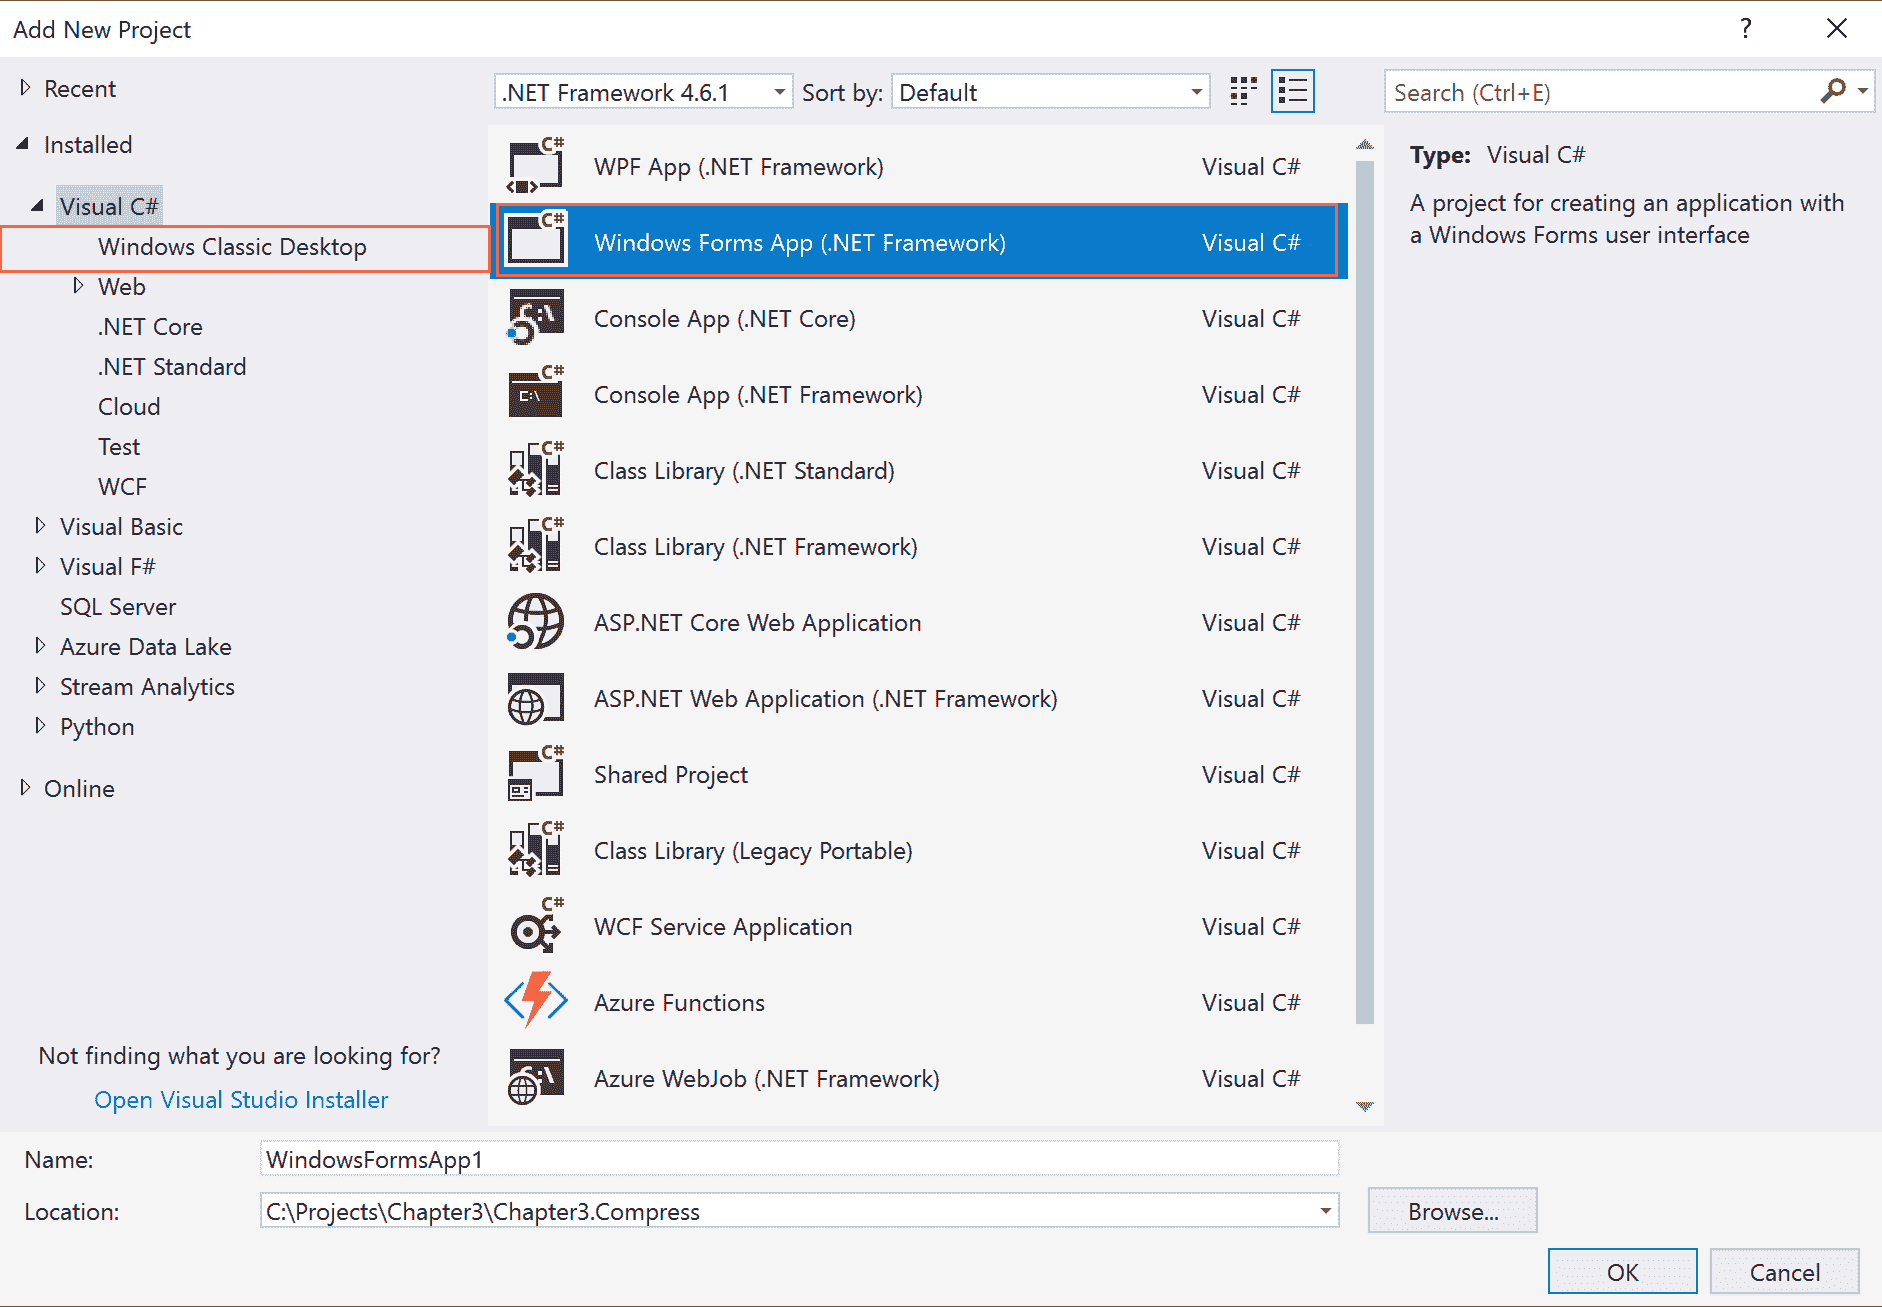 Add New Project
?
Recent
Installed
Visual C#
Windows Classic Desktop
Web
.NET Core
.NET Standard
Cloud
Test
WCF
Visual Basic
Visual F#
SQL Server
Azure Data Lake
Stream Analytics
Python
Online
Not finding what you are looking for?
Open Visual Studio Installer
.NET Framework 4.6.1 Sort by: Default
C# WPF App (.NET Framework) Visual C#
C# Windows Forms App (.NET Framework) Visual C#
Console App (.NET Core) Visual C#
C# C:\ Console App (.NET Framework) Visual C#
C# Class Library (.NET Standard) Visual C#
C# Class Library (.NET Framework) Visual C#
ASP.NET Core Web Application Visual C#
ASP.NET Web Application (.NET Framework) Visual C#
C# Shared Project Visual C#
C# Class Library (Legacy Portable) Visual C#
C# WCF Service Application Visual C#
Azure Functions Visual C#
Azure WebJob (.NET Framework) Visual C#
Search (Ctrl+E)
Type: Visual C#
A project for creating an application with
a Windows Forms user interface
Name: WindowsFormsApp1
Location: C:\Projects\Chapter3\Chapter3.Compress Browse...
OK Cancel